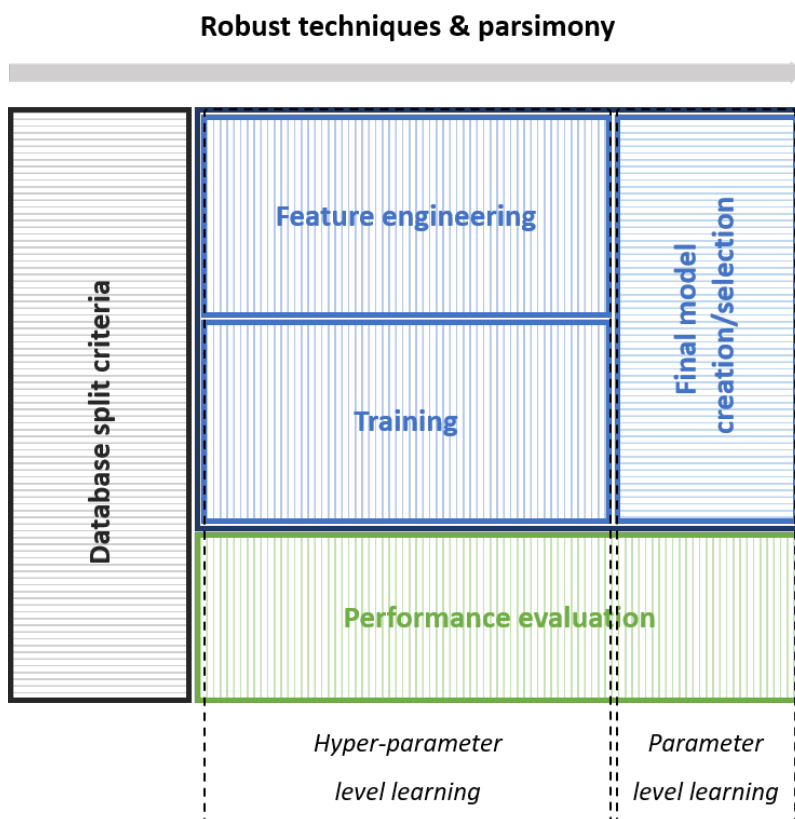 Robust techniques & parsimony
Database split criteria
Feature engineering
Training
Final model
creation/selection
Performance evaluation
Hyper-parameter
level learning
Parameter
level learning